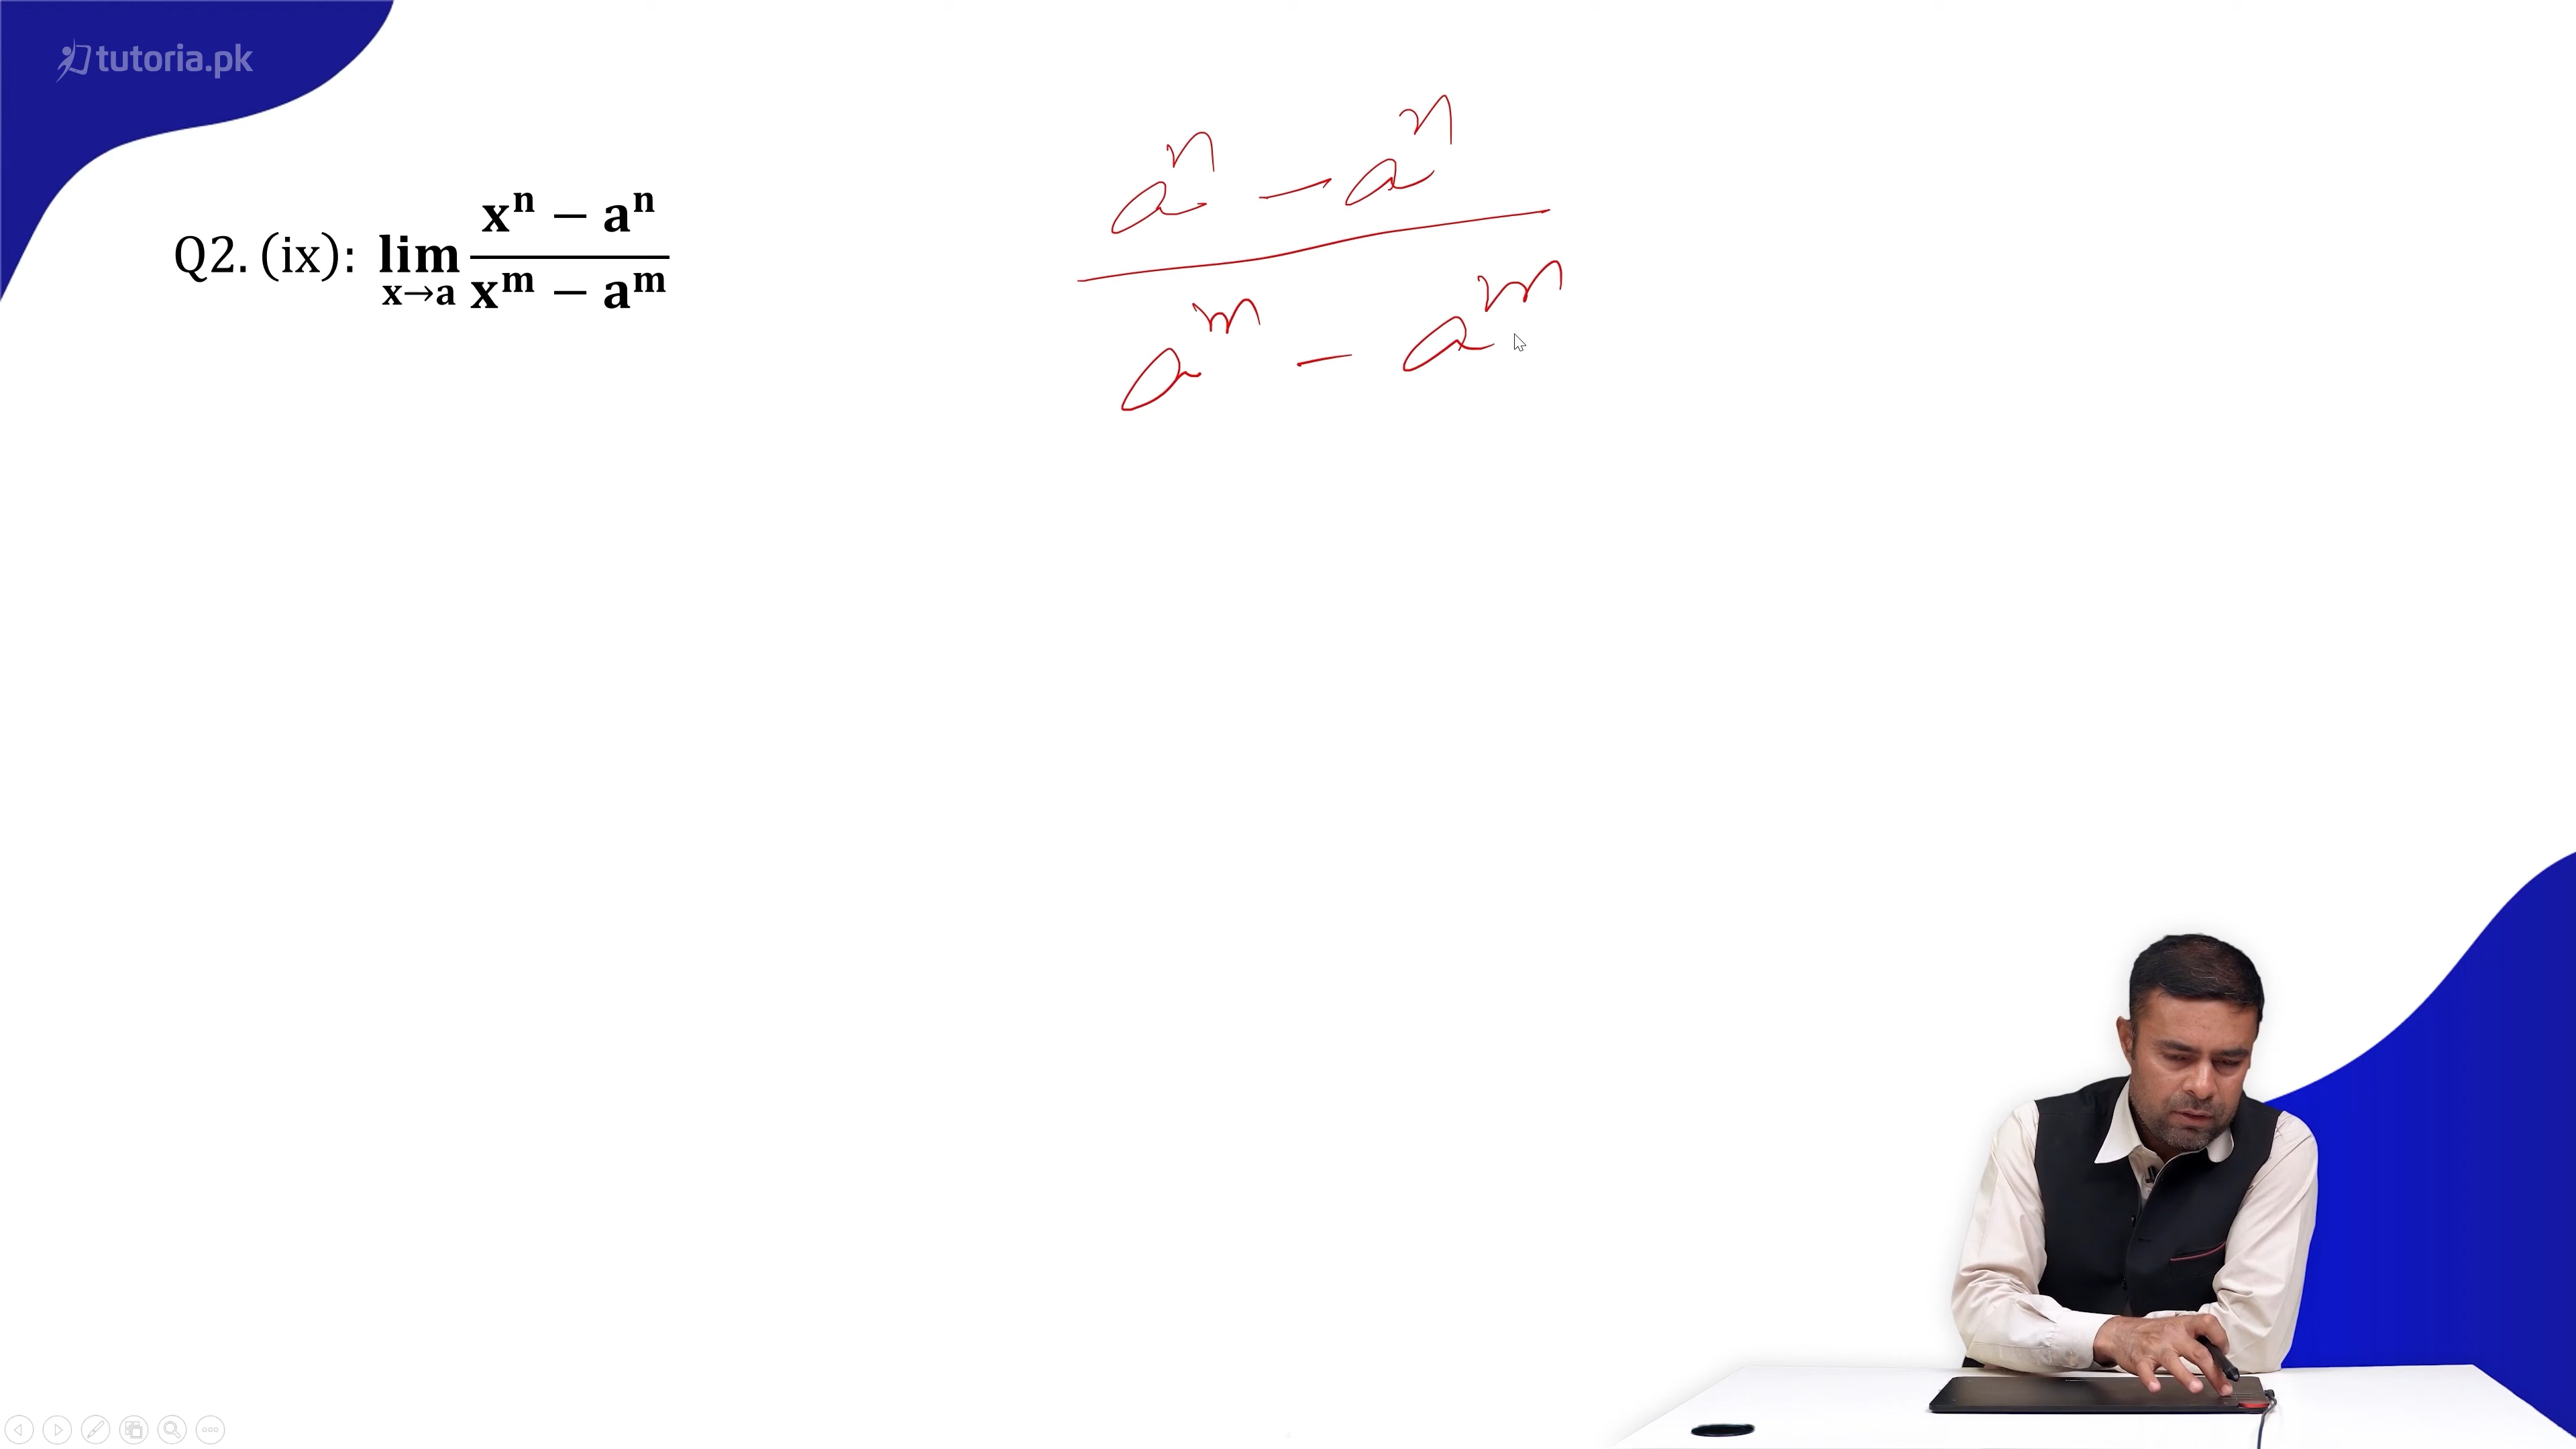 tutoria.pk
Q2. (ix): lim x→a (xⁿ − aⁿ)/(xᵐ − aᵐ)
aⁿ − aⁿ
aᵐ − aᵐ